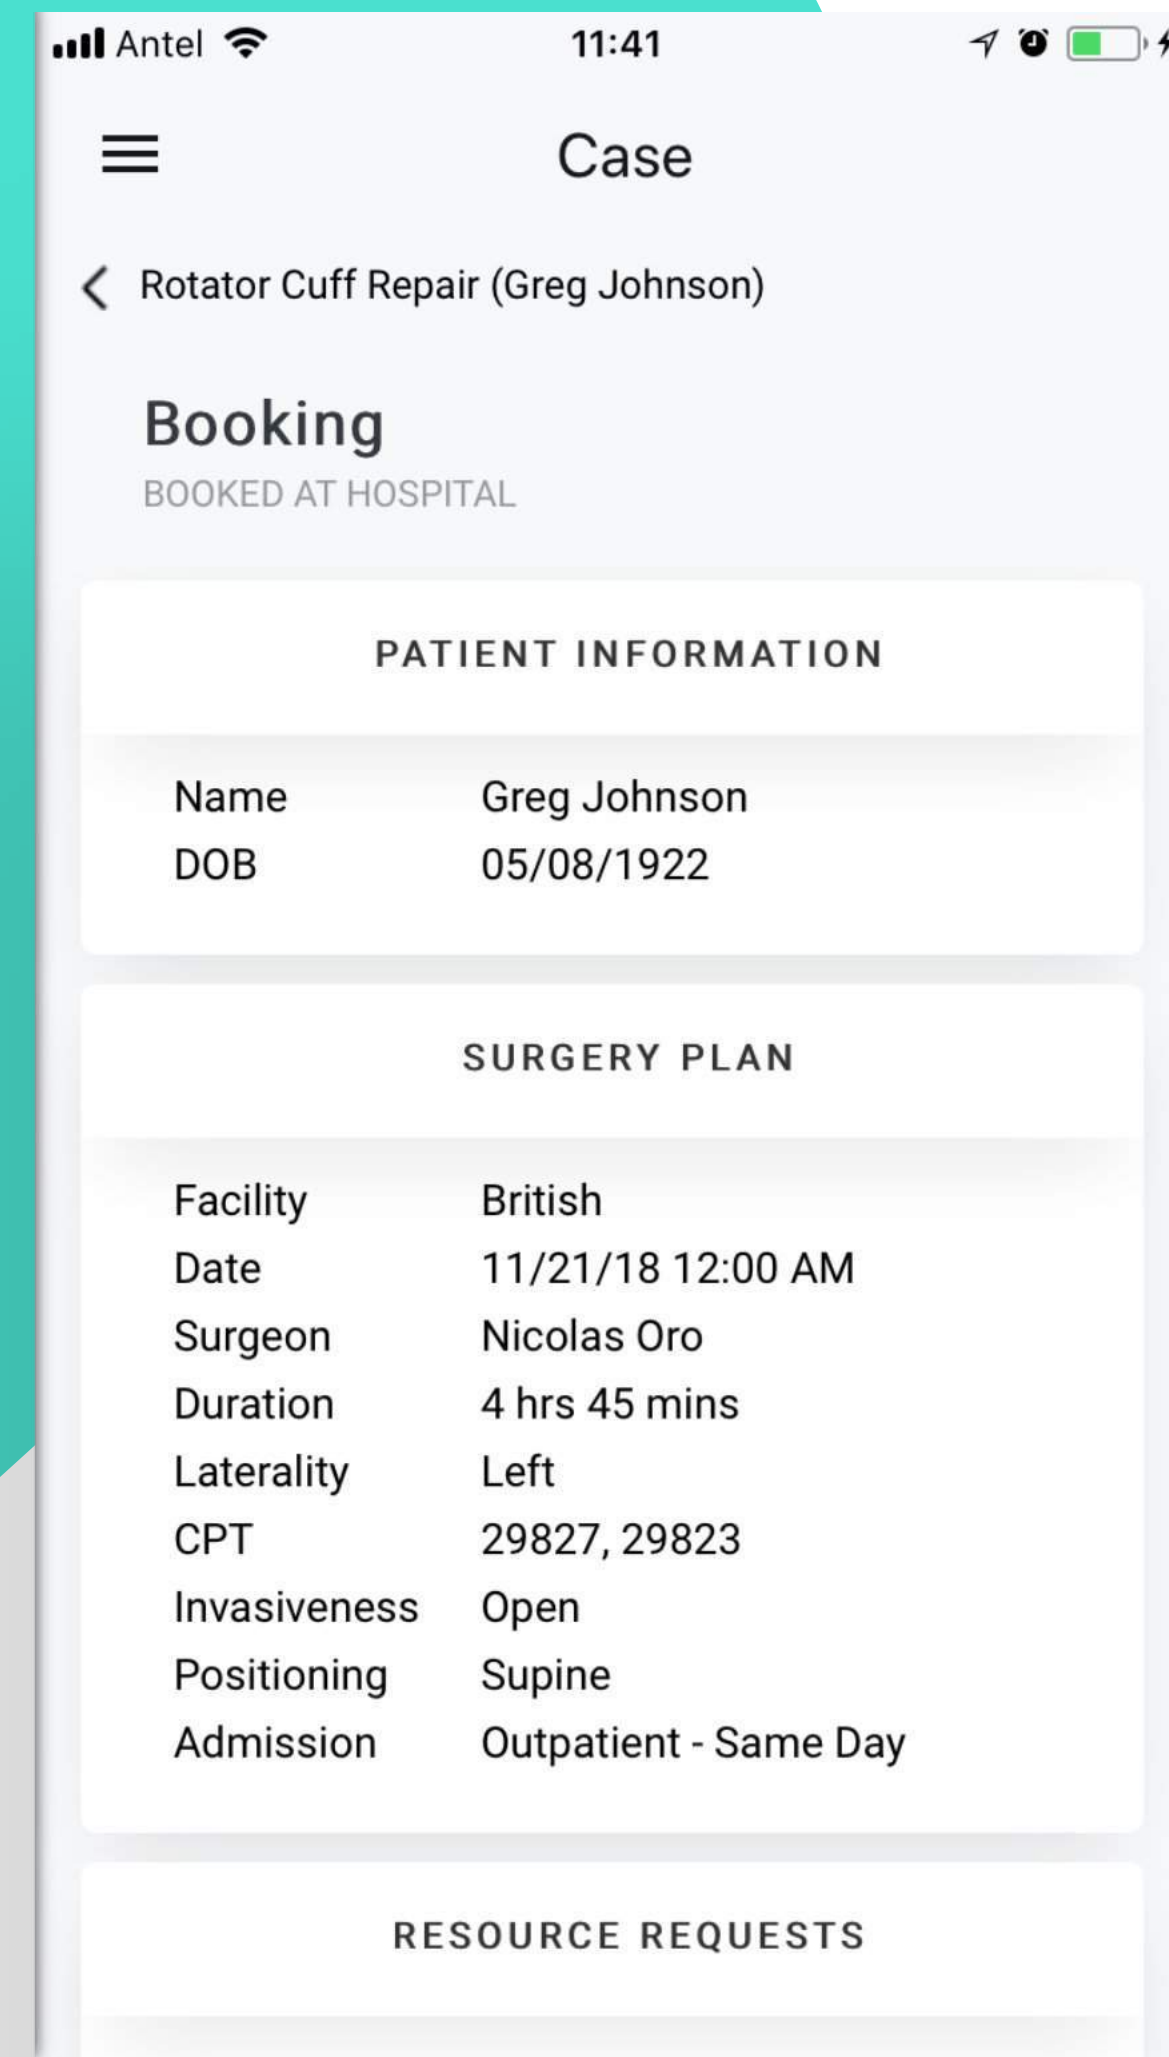 Antel 11:41
Case
Rotator Cuff Repair (Greg Johnson)
Booking
BOOKED AT HOSPITAL
PATIENT INFORMATION
Name Greg Johnson
DOB 05/08/1922
SURGERY PLAN
Facility British
Date 11/21/18 12:00 AM
Surgeon Nicolas Oro
Duration 4 hrs 45 mins
Laterality Left
CPT 29827, 29823
Invasiveness Open
Positioning Supine
Admission Outpatient - Same Day
RESOURCE REQUESTS